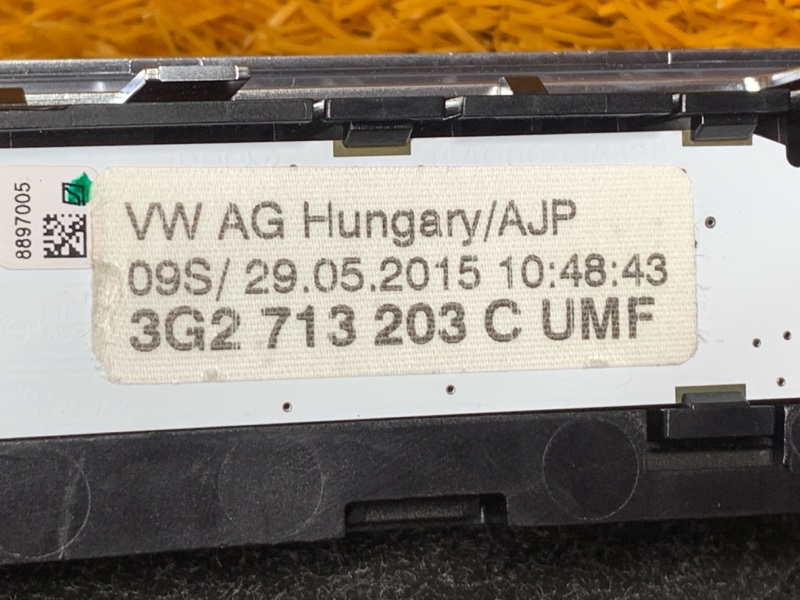 8897005
VW AG Hungary/AJP
09S/ 29.05.2015 10:48:43
3G2 713 203 C UMF